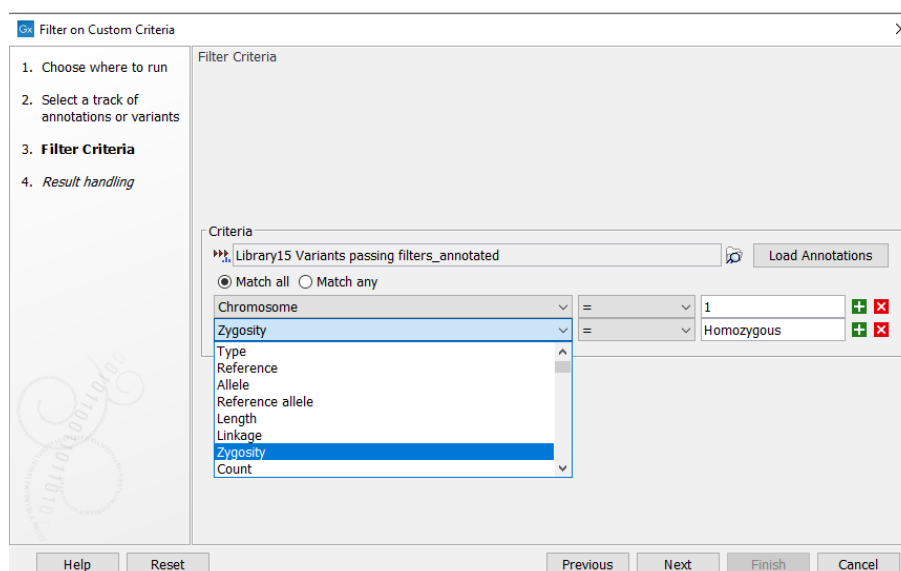 Gx Filter on Custom Criteria
1. Choose where to run
2. Select a track of
annotations or variants
3. Filter Criteria
4. Result handling
Filter Criteria
Criteria
Library15 Variants passing filters_annotated
Load Annotations
Match all Match any
Chromosome = 1
Zygosity = Homozygous
Type
Reference
Allele
Reference allele
Length
Linkage
Zygosity
Count
Help Reset Previous Next Finish Cancel